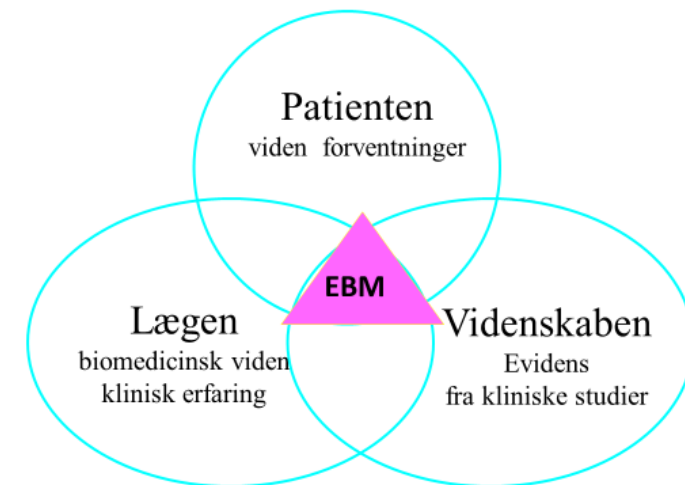 Patienten
viden forventninger
EBM
Lægen
biomedicinsk viden
klinisk erfaring
Videnskaben
Evidens
fra kliniske studier